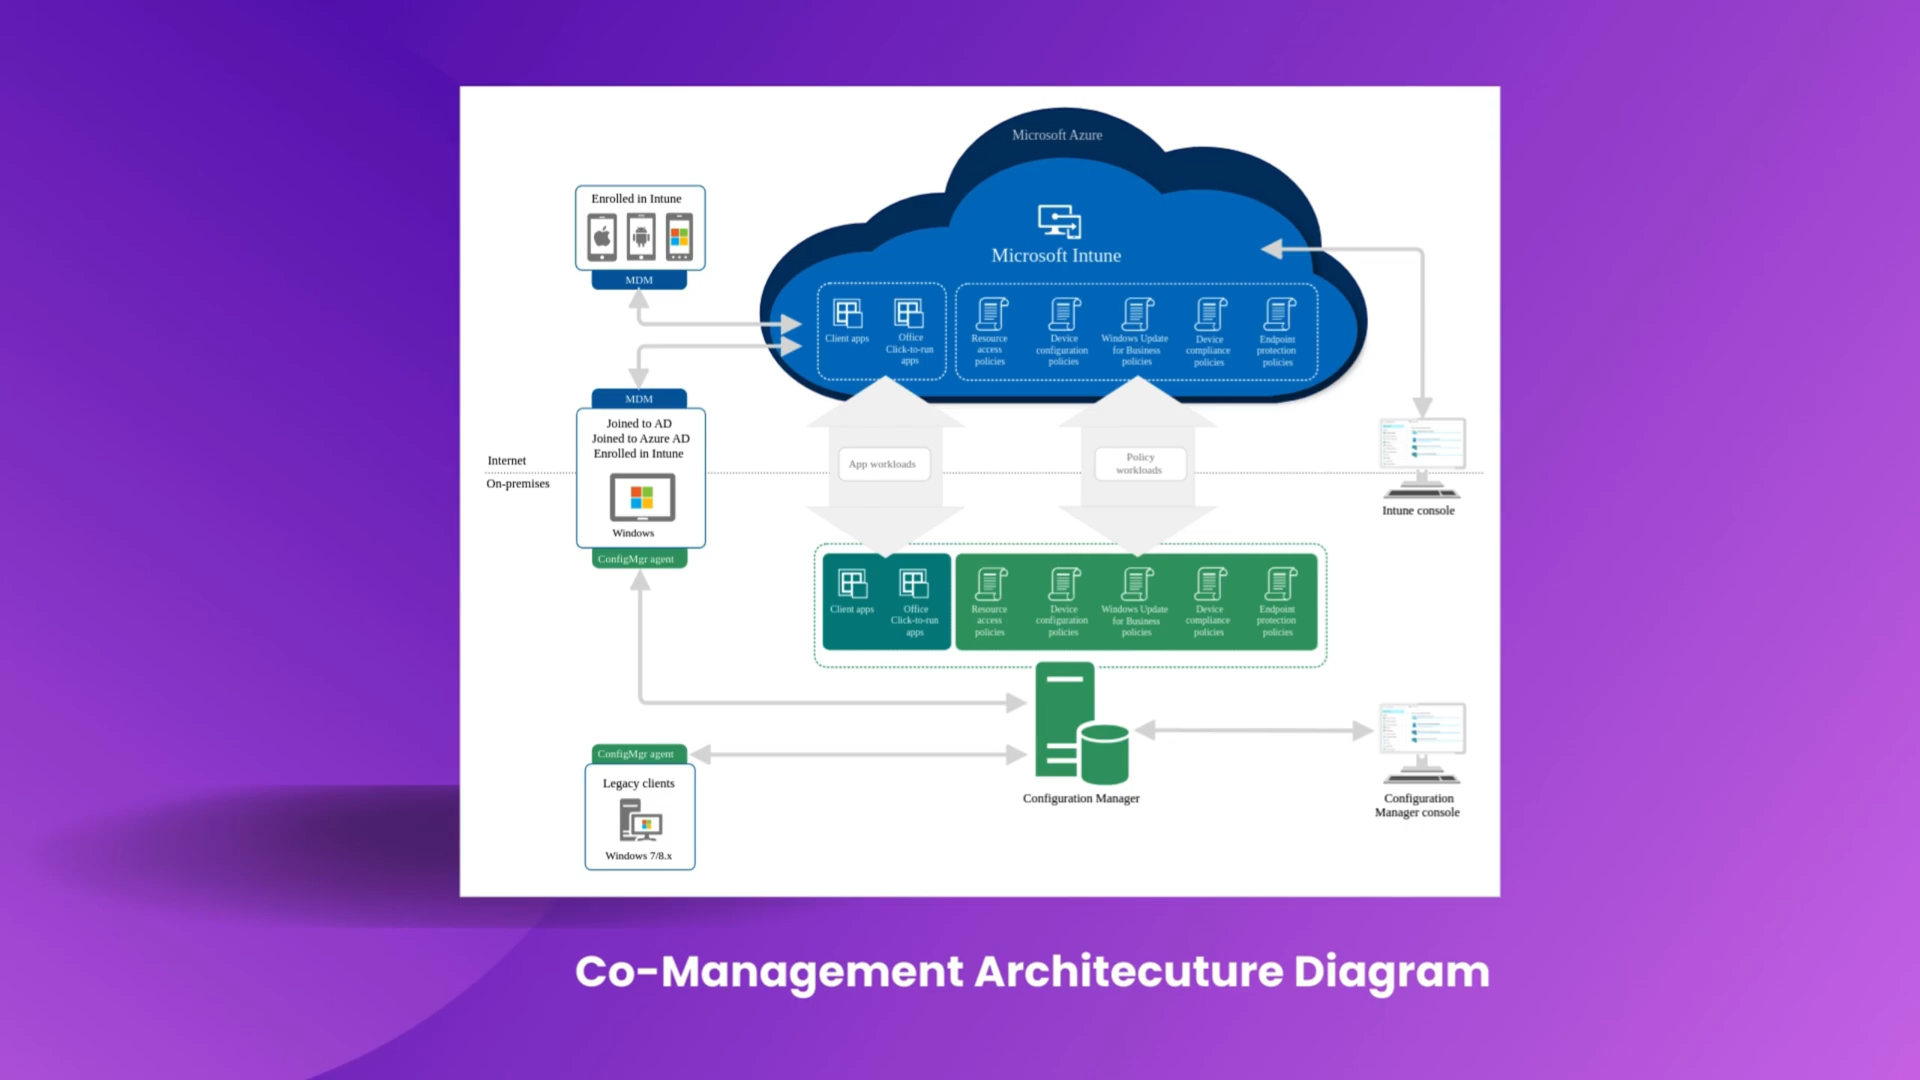 Microsoft Azure
Enrolled in Intune
MDM
Microsoft Intune
Client apps
Office
Click-to-run
apps
Resource
access
policies
Device
configuration
policies
Windows Update
for Business
policies
Device
compliance
policies
Endpoint
protection
policies
MDM
Joined to AD
Joined to Azure AD
Enrolled in Intune
Windows
ConfigMgr agent
Internet
On-premises
App workloads
Policy
workloads
Intune console
Client apps
Office
Click-to-run
apps
Resource
access
policies
Device
configuration
policies
Windows Update
for Business
policies
Device
compliance
policies
Endpoint
protection
policies
ConfigMgr agent
Legacy clients
Windows 7/8.x
Configuration Manager
Configuration
Manager console
Co-Management Architecuture Diagram